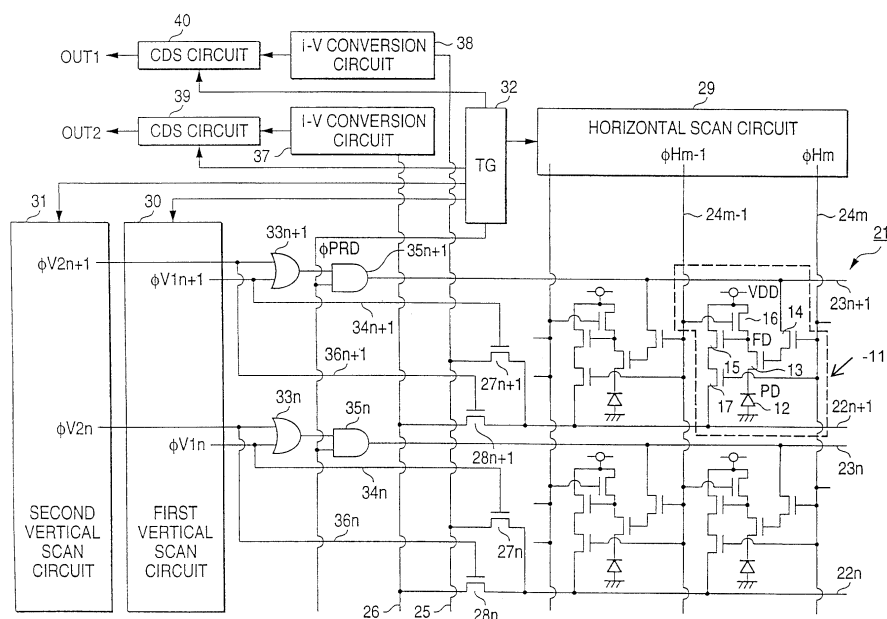 40
38
OUT1
CDS CIRCUIT
i-V CONVERSION
CIRCUIT
39
32
29
OUT2
CDS CIRCUIT
i-V CONVERSION
CIRCUIT
37
TG
HORIZONTAL SCAN CIRCUIT
ϕHm-1
ϕHm
31
30
24m-1
24m
21
33n+1
ϕPRD
35n+1
ϕV2n+1
ϕV1n+1
23n+1
34n+1
VDD
16
14
FD
36n+1
27n+1
15
13
-11
PD
17
12
33n
35n
22n+1
ϕV2n
ϕV1n
28n+1
23n
34n
SECOND
VERTICAL
SCAN
CIRCUIT
FIRST
VERTICAL
SCAN
CIRCUIT
36n
27n
22n
26
25
28n